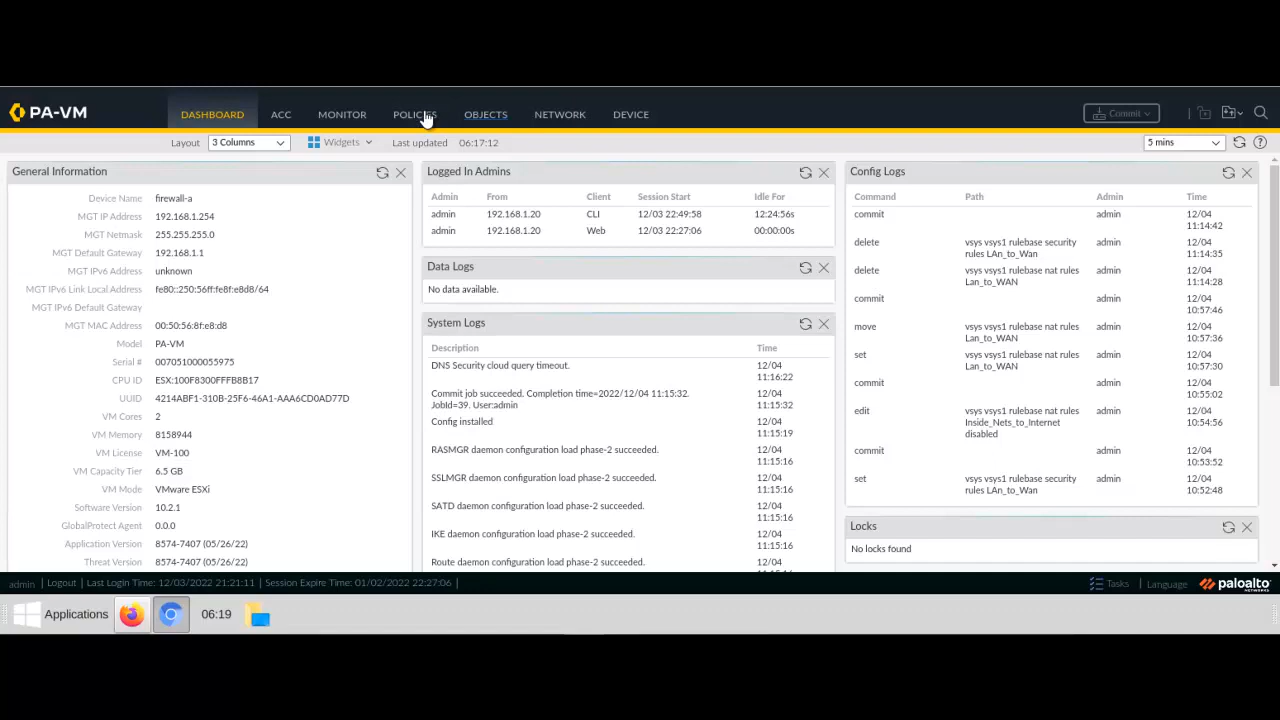 PA-VM
DASHBOARD ACC MONITOR POLICIES OBJECTS NETWORK DEVICE
Commit
Layout 3 Columns Widgets Last updated 06:17:12 5 mins
General Information
Device Name firewall-a
MGT IP Address 192.168.1.254
MGT Netmask 255.255.255.0
MGT Default Gateway 192.168.1.1
MGT IPv6 Address unknown
MGT IPv6 Link Local Address fe80::250:56ff:fe8f:e8d8/64
MGT IPv6 Default Gateway
MGT MAC Address 00:50:56:8f:e8:d8
Model PA-VM
Serial # 007051000055975
CPU ID ESX:100F8300FFFB8B17
UUID 4214ABF1-310B-25F6-46A1-AAA6CD0AD77D
VM Cores 2
VM Memory 8158944
VM License VM-100
VM Capacity Tier 6.5 GB
VM Mode VMware ESXi
Software Version 10.2.1
GlobalProtect Agent 0.0.0
Application Version 8574-7407 (05/26/22)
Threat Version 8574-7407 (05/26/22)
Logged In Admins
Admin From Client Session Start Idle For
admin 192.168.1.20 CLI 12/03 22:49:58 12:24:56s
admin 192.168.1.20 Web 12/03 22:27:06 00:00:00s
Data Logs
No data available.
System Logs
Description Time
DNS Security cloud query timeout. 12/04
11:16:22
Commit job succeeded. Completion time=2022/12/04 11:15:32. 12/04
JobId=39. User:admin 11:15:32
Config installed 12/04
11:15:19
RASMGR daemon configuration load phase-2 succeeded. 12/04
11:15:16
SSLMGR daemon configuration load phase-2 succeeded. 12/04
11:15:16
SATD daemon configuration load phase-2 succeeded. 12/04
11:15:16
IKE daemon configuration load phase-2 succeeded. 12/04
11:15:16
Route daemon configuration load phase-2 succeeded. 12/04
Config Logs
Command Path Admin Time
commit admin 12/04
11:14:42
delete vsys vsys1 rulebase security admin 12/04
rules LAn_to_Wan 11:14:35
delete vsys vsys1 rulebase nat rules admin 12/04
Lan_to_WAN 11:14:28
commit admin 12/04
10:57:46
move vsys vsys1 rulebase nat rules admin 12/04
Lan_to_WAN 10:57:36
set vsys vsys1 rulebase nat rules admin 12/04
Lan_to_WAN 10:57:30
commit admin 12/04
10:55:02
edit vsys vsys1 rulebase nat rules admin 12/04
Inside_Nets_to_Internet 10:54:56
disabled
commit admin 12/04
10:53:52
set vsys vsys1 rulebase security admin 12/04
rules LAn_to_Wan 10:52:48
Locks
No locks found
admin | Logout | Last Login Time: 12/03/2022 21:21:11 | Session Expire Time: 01/02/2022 22:27:06 |
Tasks | Language paloalto
NETWORKS
Applications 06:19